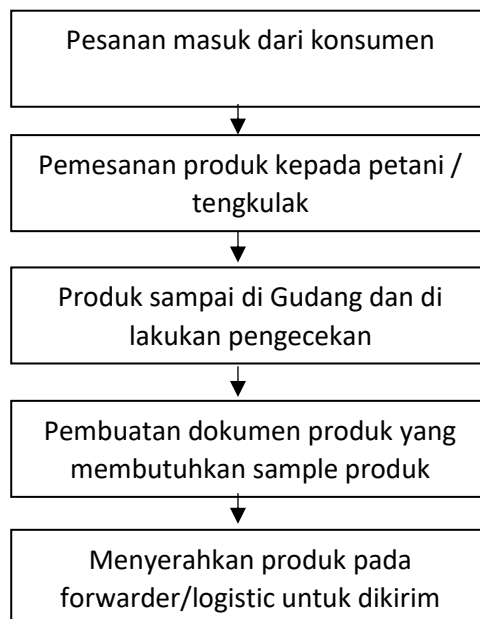 Pesanan masuk dari konsumen
Pemesanan produk kepada petani /
tengkulak
Produk sampai di Gudang dan di
lakukan pengecekan
Pembuatan dokumen produk yang
membutuhkan sample produk
Menyerahkan produk pada
forwarder/logistic untuk dikirim